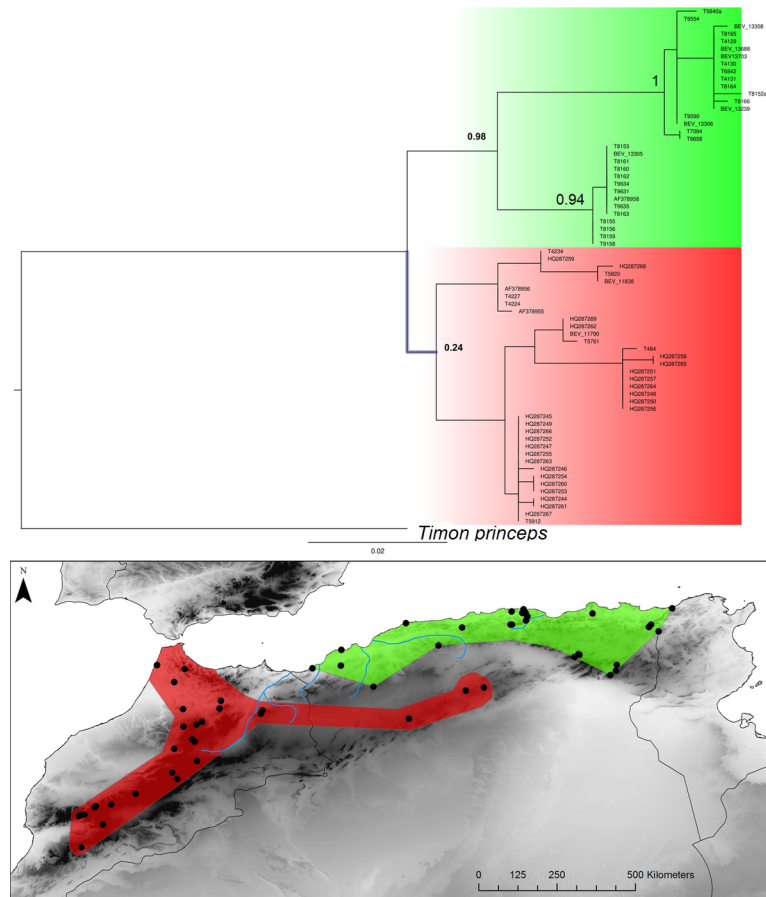 T5640a
T9554
BEV_13308
T8165
T4129
BEV_13688
BEV13703
T4130
T6842
T4131
T8164
1
T8152a
T8166
BEV_13239
T9590
BEV_13306
T7094
T9658
0.98
T8153
BEV_13305
T8161
T8160
T8162
T9634
T9631
0.94
AF378958
T9635
T8163
T8155
T8156
T8159
T9158
T4234
HQ287259
HQ287268
T5920
BEV_11838
AF378956
T4227
T4224
AF378955
HQ287269
HQ287262
BEV_11790
T5761
0.24
T484
HQ287258
HQ287265
HQ287251
HQ287257
HQ287264
HQ287248
HQ287250
HQ287256
HQ287245
HQ287249
HQ287266
HQ287252
HQ287247
HQ287255
HQ287263
HQ287246
HQ287254
HQ287260
HQ287253
HQ287244
HQ287261
HQ287267
T5912
Timon princeps
0.02
N
0 125 250 500 Kilometers